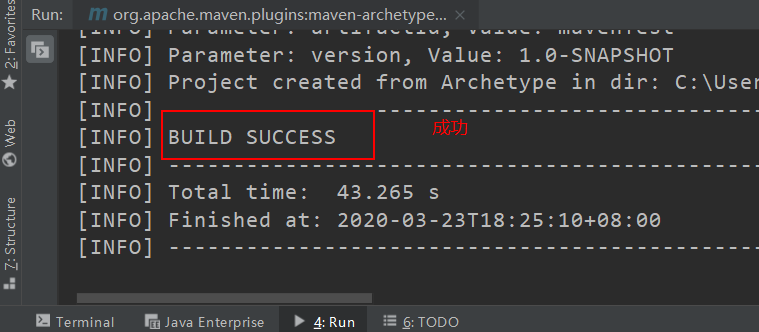 Run: org.apache.maven.plugins:maven-archetype... ×
[INFO] Parameter: artifactId, Value: mavenTest
[INFO] Parameter: version, Value: 1.0-SNAPSHOT
[INFO] Project created from Archetype in dir: C:\User
[INFO] ------------------------------------------------
[INFO] BUILD SUCCESS
成功
[INFO] ------------------------------------------------
[INFO] Total time:  43.265 s
[INFO] Finished at: 2020-03-23T18:25:10+08:00
[INFO] ------------------------------------------------
2: Favorites
Web
7: Structure
Terminal Java Enterprise 4: Run 6: TODO